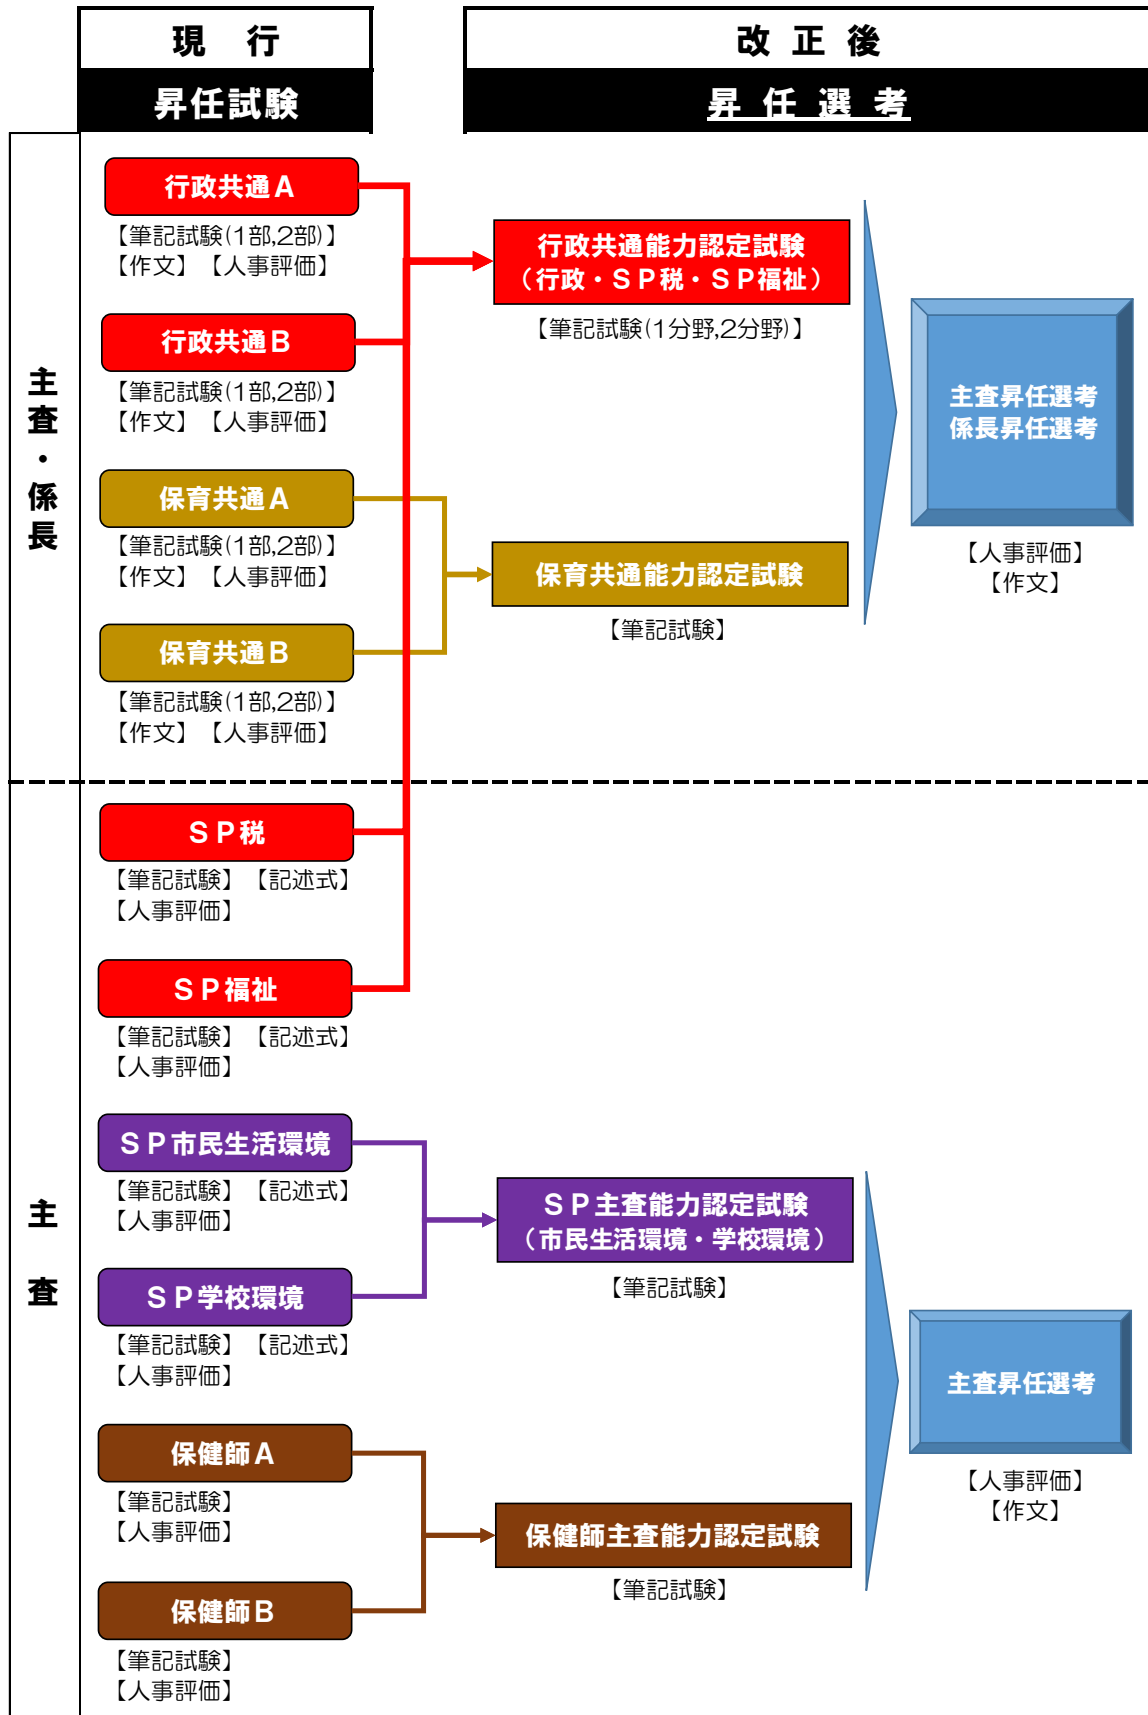 現　行
改 正 後
昇任試験
昇 任 選 考
主査・係長
行政共通Ａ
【筆記試験(1部,2部)】
【作文】【人事評価】
行政共通Ｂ
【筆記試験(1部,2部)】
【作文】【人事評価】
保育共通Ａ
【筆記試験(1部,2部)】
【作文】【人事評価】
保育共通Ｂ
【筆記試験(1部,2部)】
【作文】【人事評価】
行政共通能力認定試験
（行政・ＳＰ税・ＳＰ福祉）
【筆記試験(1分野,2分野)】
保育共通能力認定試験
【筆記試験】
主査昇任選考
係長昇任選考
【人事評価】
【作文】
主　査
ＳＰ税
【筆記試験】【記述式】
【人事評価】
ＳＰ福祉
【筆記試験】【記述式】
【人事評価】
ＳＰ市民生活環境
【筆記試験】【記述式】
【人事評価】
ＳＰ学校環境
【筆記試験】【記述式】
【人事評価】
保健師Ａ
【筆記試験】
【人事評価】
保健師Ｂ
【筆記試験】
【人事評価】
ＳＰ主査能力認定試験
（市民生活環境・学校環境）
【筆記試験】
保健師主査能力認定試験
【筆記試験】
主査昇任選考
【人事評価】
【作文】